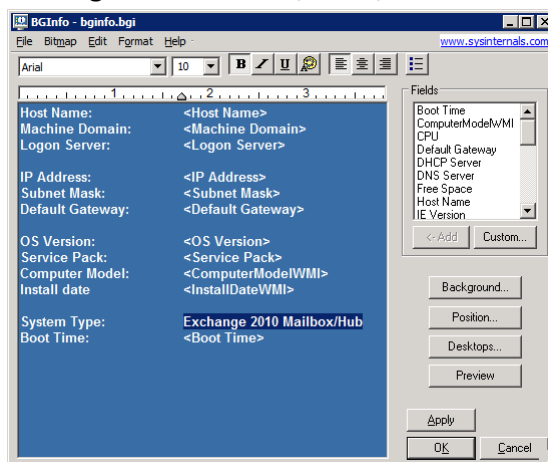 BGInfo - bginfo.bgi
File Bitmap Edit Format Help
www.sysinternals.com
Arial 10 B I U
1 2 3
Host Name: <Host Name>
Machine Domain: <Machine Domain>
Logon Server: <Logon Server>
IP Address: <IP Address>
Subnet Mask: <Subnet Mask>
Default Gateway: <Default Gateway>
OS Version: <OS Version>
Service Pack: <Service Pack>
Computer Model: <ComputerModelWMI>
Install date <InstallDateWMI>
System Type: Exchange 2010 Mailbox/Hub
Boot Time: <Boot Time>
Fields
Boot Time
ComputerModelWMI
CPU
Default Gateway
DHCP Server
DNS Server
Free Space
Host Name
IE Version
<- Add Custom...
Background...
Position...
Desktops...
Preview
Apply
OK Cancel